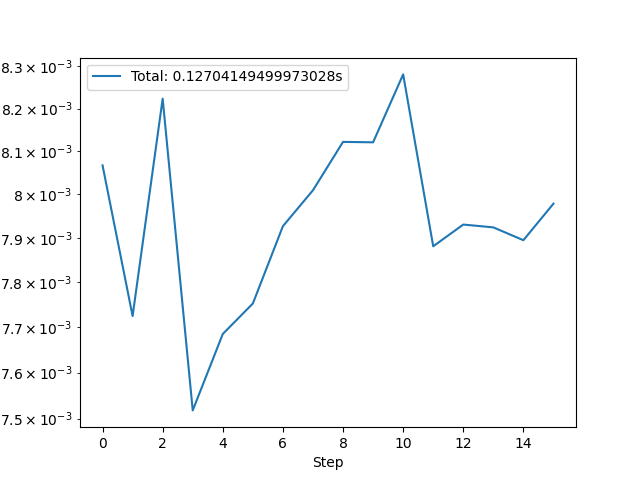 Total: 0.12704149499973028s
8.3 × 10⁻³
8.2 × 10⁻³
8.1 × 10⁻³
8 × 10⁻³
7.9 × 10⁻³
7.8 × 10⁻³
7.7 × 10⁻³
7.6 × 10⁻³
7.5 × 10⁻³
0 2 4 6 8 10 12 14
Step